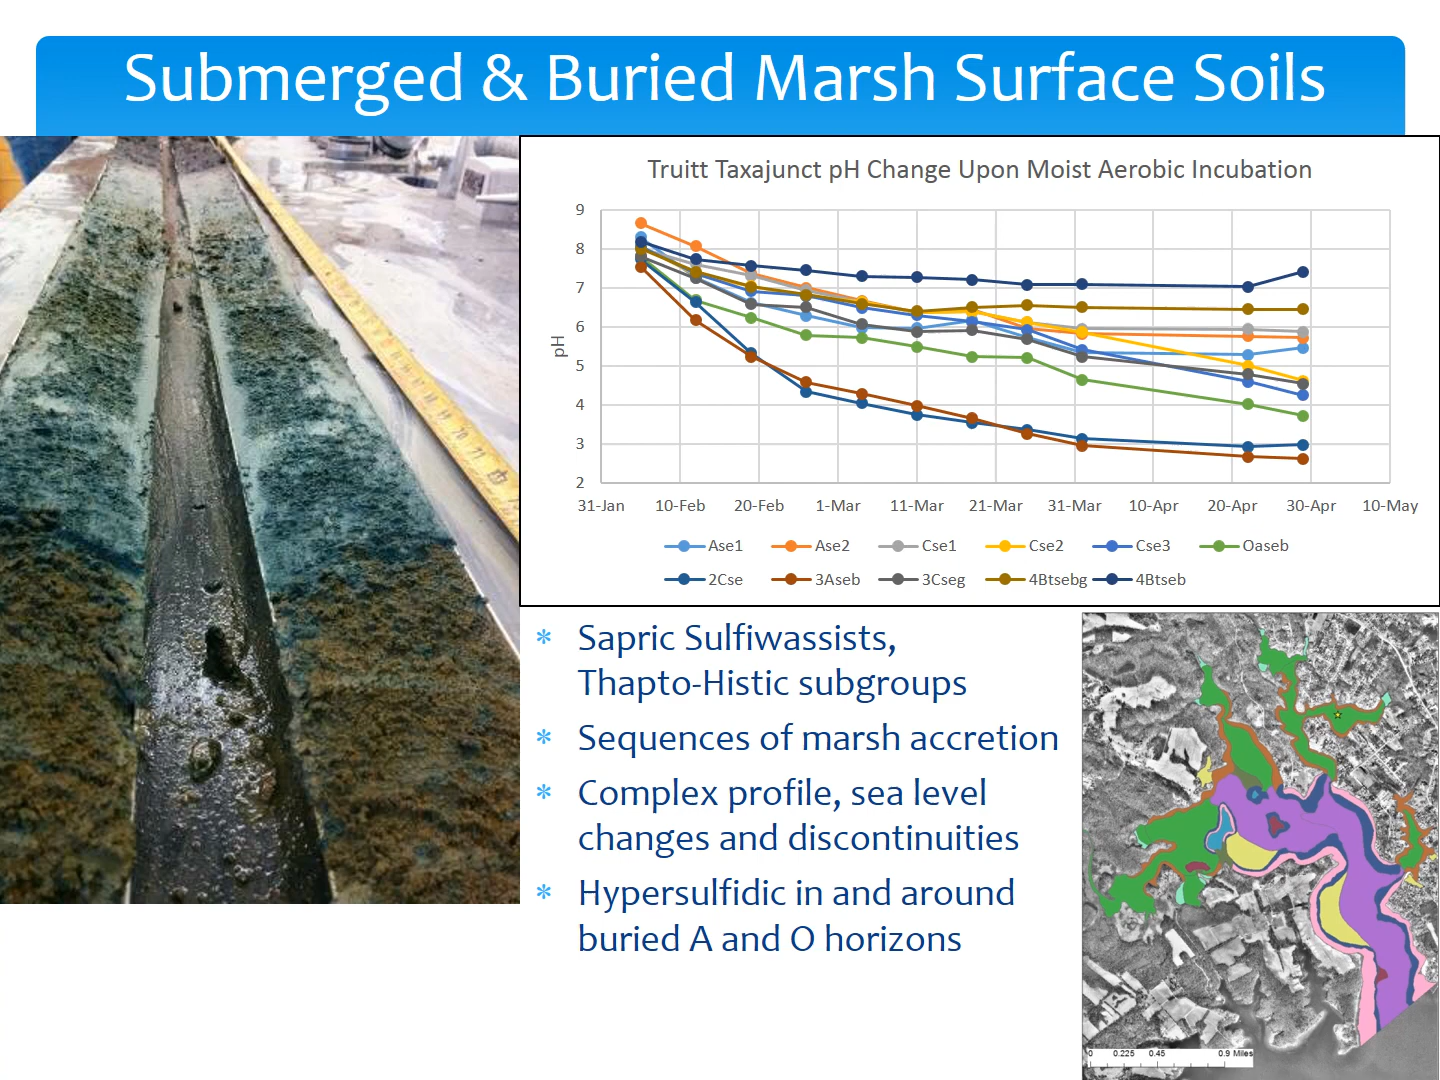 Submerged & Buried Marsh Surface Soils
Truitt Taxajunct pH Change Upon Moist Aerobic Incubation
9
8
7
6
5
4
3
2
pH
31-Jan 10-Feb 20-Feb 1-Mar 11-Mar 21-Mar 31-Mar 10-Apr 20-Apr 30-Apr 10-May
Ase1 Ase2 Cse1 Cse2 Cse3 Oaseb
2Cse 3Aseb 3Cseg 4Btsebg 4Btseb
* Sapric Sulfiwassists,
Thapto-Histic subgroups
* Sequences of marsh accretion
* Complex profile, sea level
changes and discontinuities
* Hypersulfidic in and around
buried A and O horizons
0 0.225 0.45 0.9 Miles